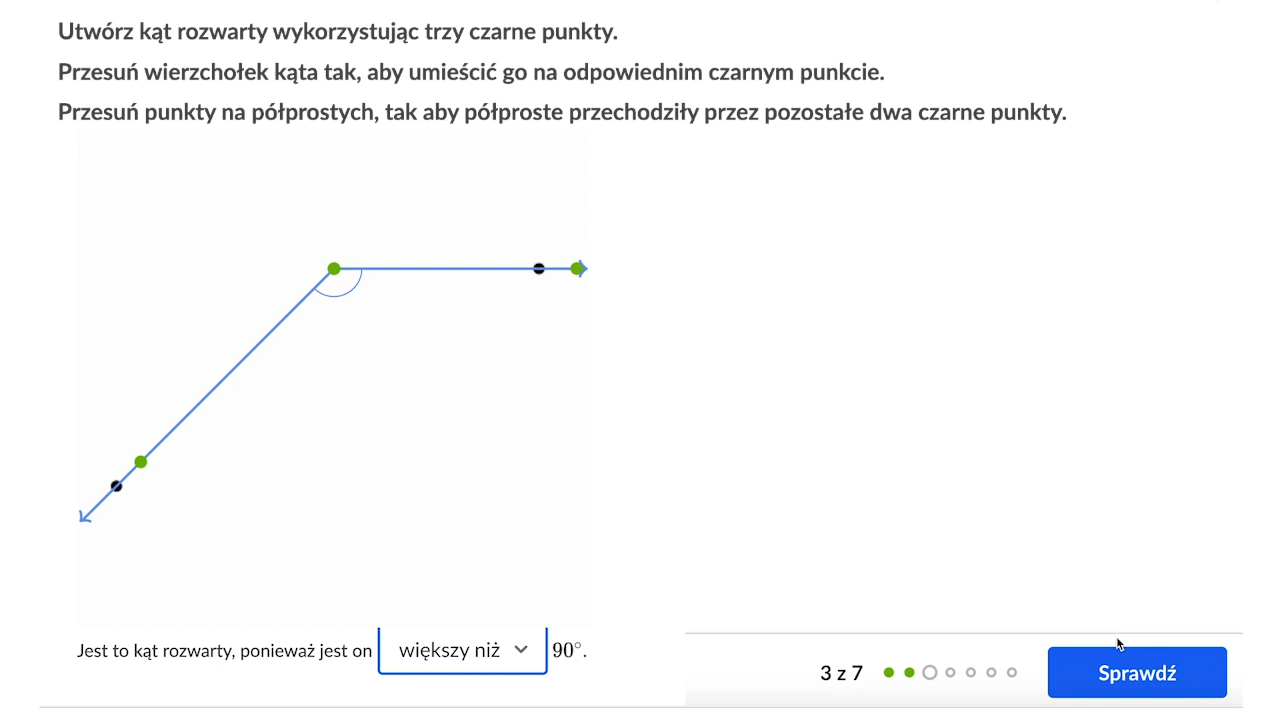 Utwórz kąt rozwarty wykorzystując trzy czarne punkty.
Przesuń wierzchołek kąta tak, aby umieścić go na odpowiednim czarnym punkcie.
Przesuń punkty na półprostych, tak aby półproste przechodziły przez pozostałe dwa czarne punkty.
Jest to kąt rozwarty, ponieważ jest on większy niż 90°.
3 z 7 Sprawdź